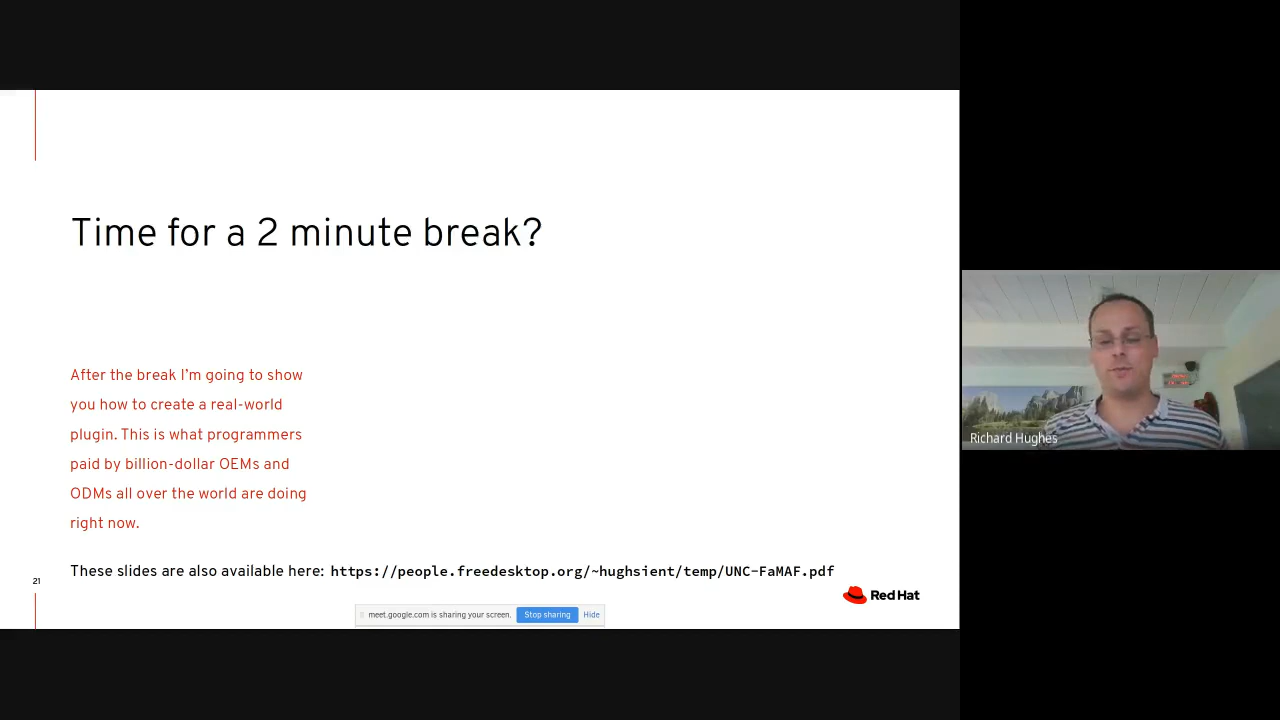 Time for a 2 minute break?
After the break I'm going to show
you how to create a real-world
plugin. This is what programmers
paid by billion-dollar OEMs and
ODMs all over the world are doing
right now.
These slides are also available here: https://people.freedesktop.org/~hughsient/temp/UNC-FaMAF.pdf
21
Red Hat
meet.google.com is sharing your screen. Stop sharing Hide
Richard Hughes